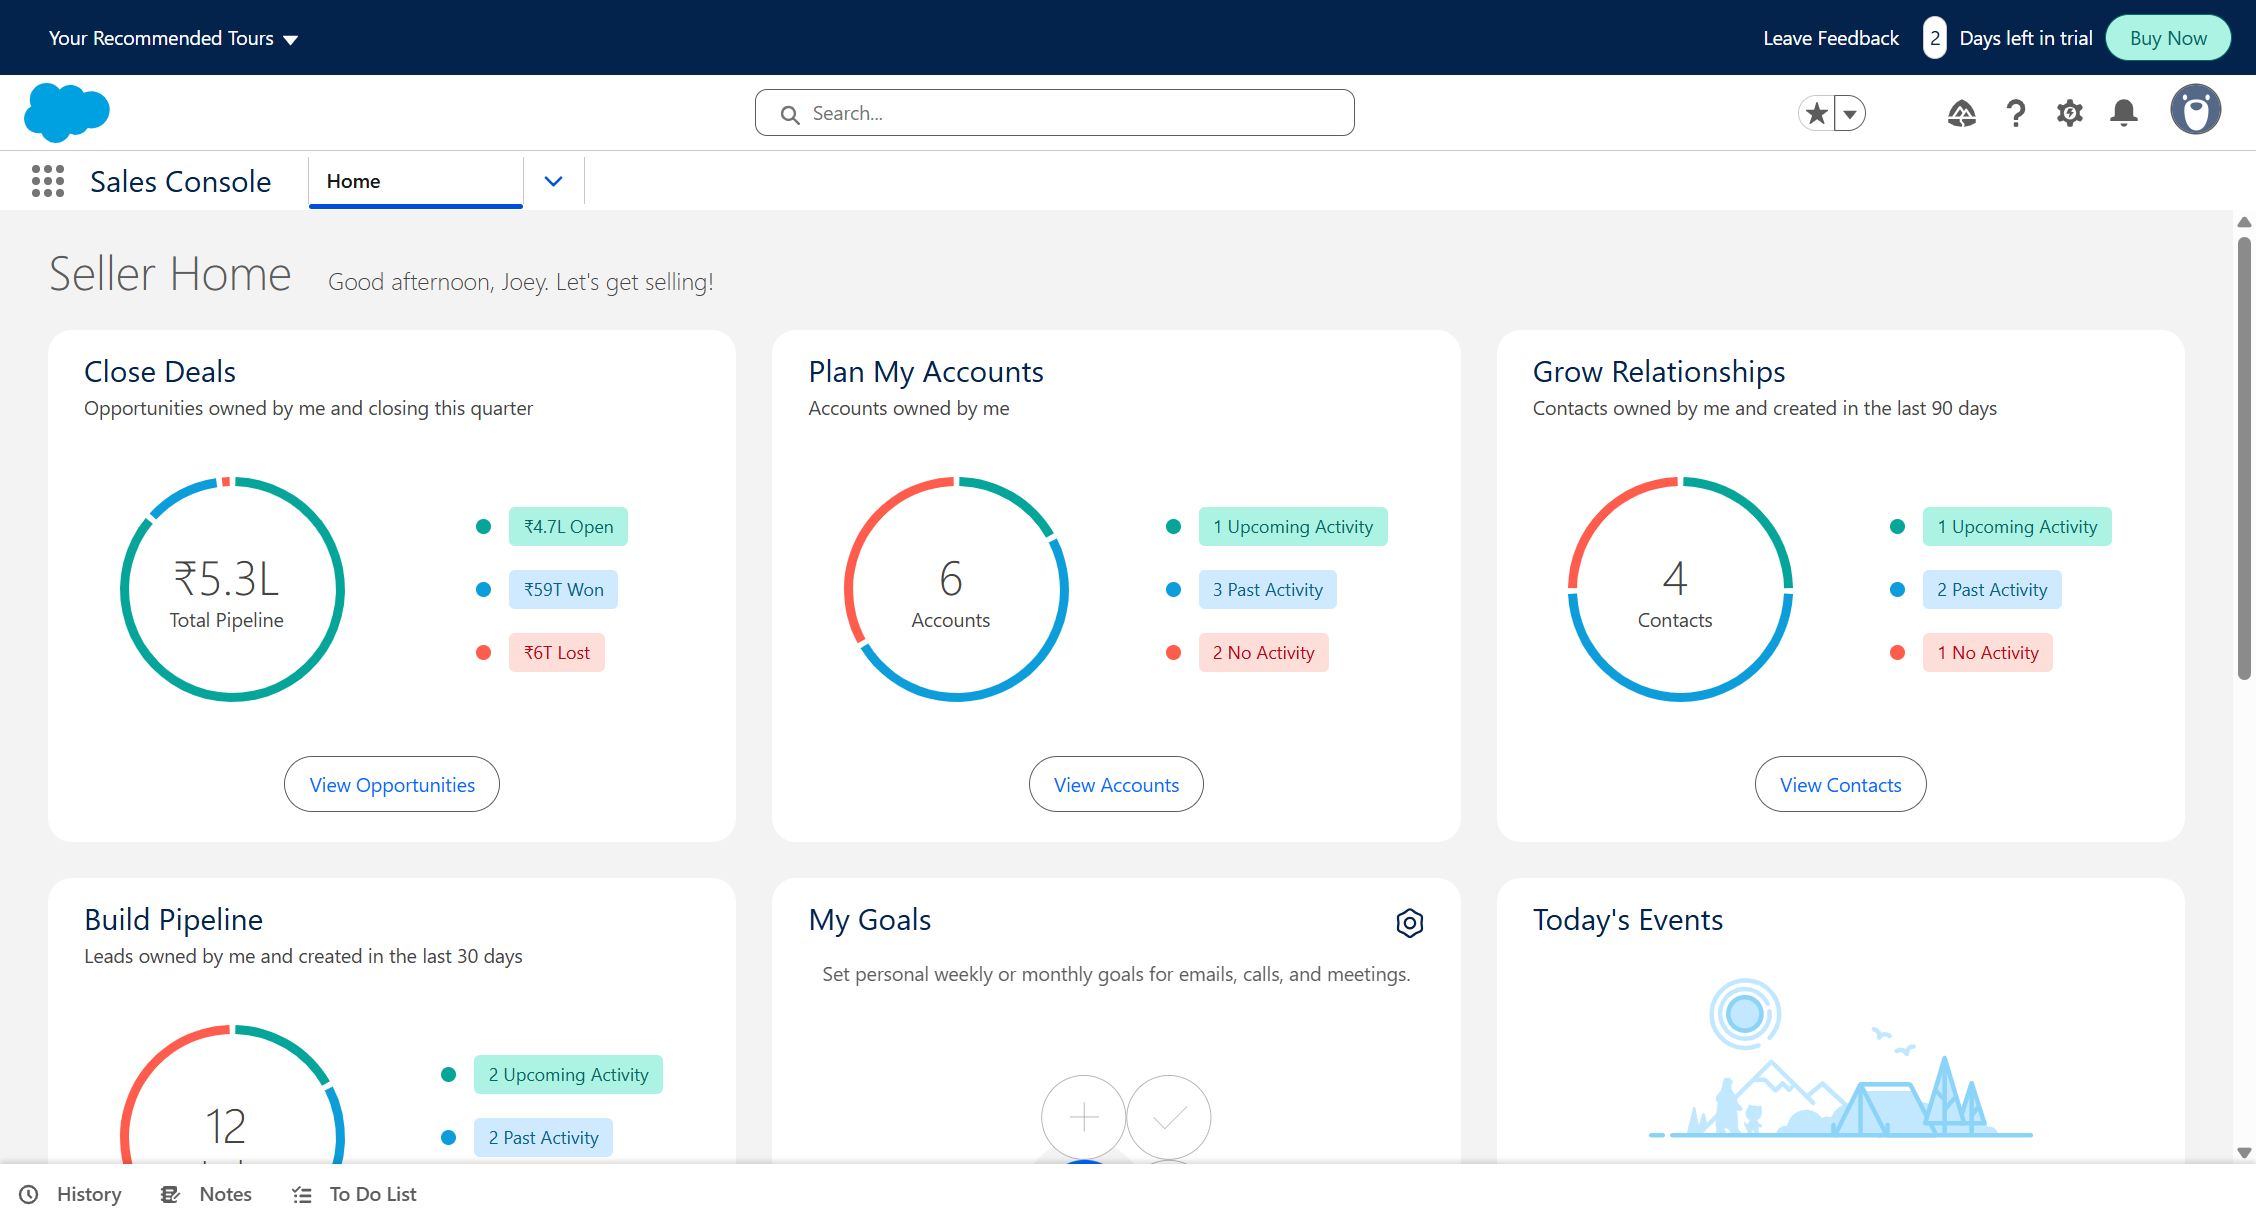 Your Recommended Tours
Leave Feedback
2
Days left in trial
Buy Now
Search...
Sales Console
Home
Seller Home
Good afternoon, Joey. Let's get selling!
Close Deals
Opportunities owned by me and closing this quarter
₹5.3L
Total Pipeline
₹4.7L Open
₹59T Won
₹6T Lost
View Opportunities
Plan My Accounts
Accounts owned by me
6
Accounts
1 Upcoming Activity
3 Past Activity
2 No Activity
View Accounts
Grow Relationships
Contacts owned by me and created in the last 90 days
4
Contacts
1 Upcoming Activity
2 Past Activity
1 No Activity
View Contacts
Build Pipeline
Leads owned by me and created in the last 30 days
12
2 Upcoming Activity
2 Past Activity
My Goals
Set personal weekly or monthly goals for emails, calls, and meetings.
Today's Events
History
Notes
To Do List